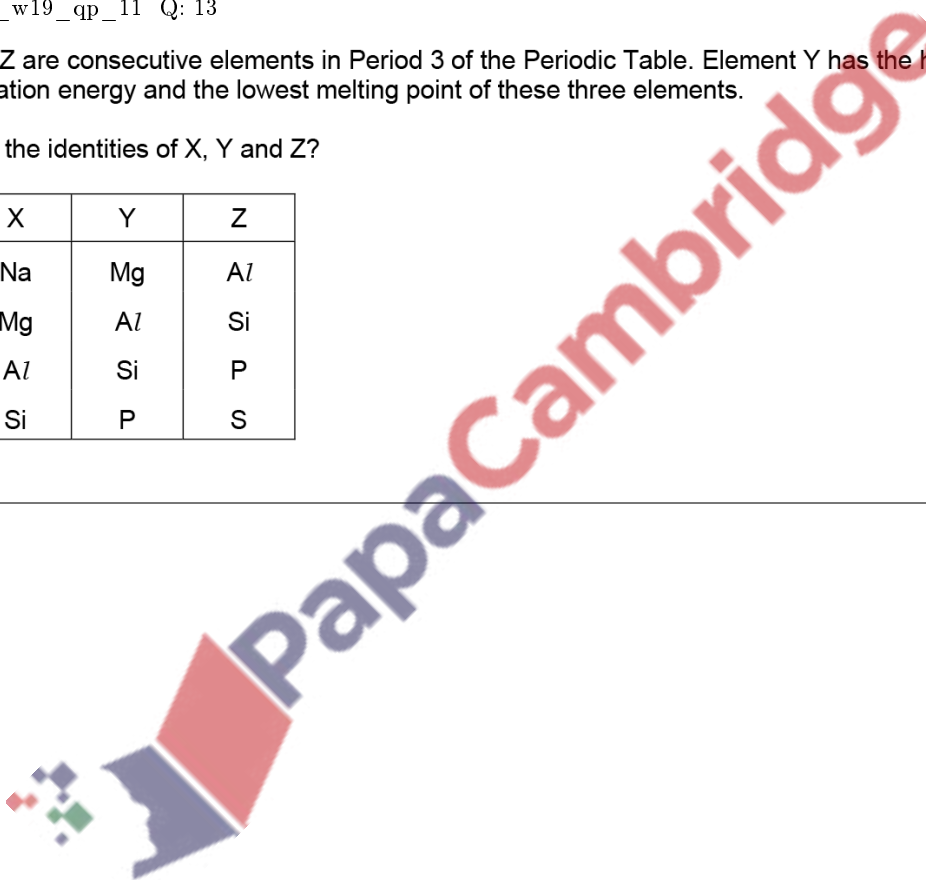 _w19_qp_11 Q: 13
Z are consecutive elements in Period 3 of the Periodic Table. Element Y has the
ation energy and the lowest melting point of these three elements.
the identities of X, Y and Z?
X Y Z
Na Mg Al
Mg Al Si
Al Si P
Si P S
PapaCambridge